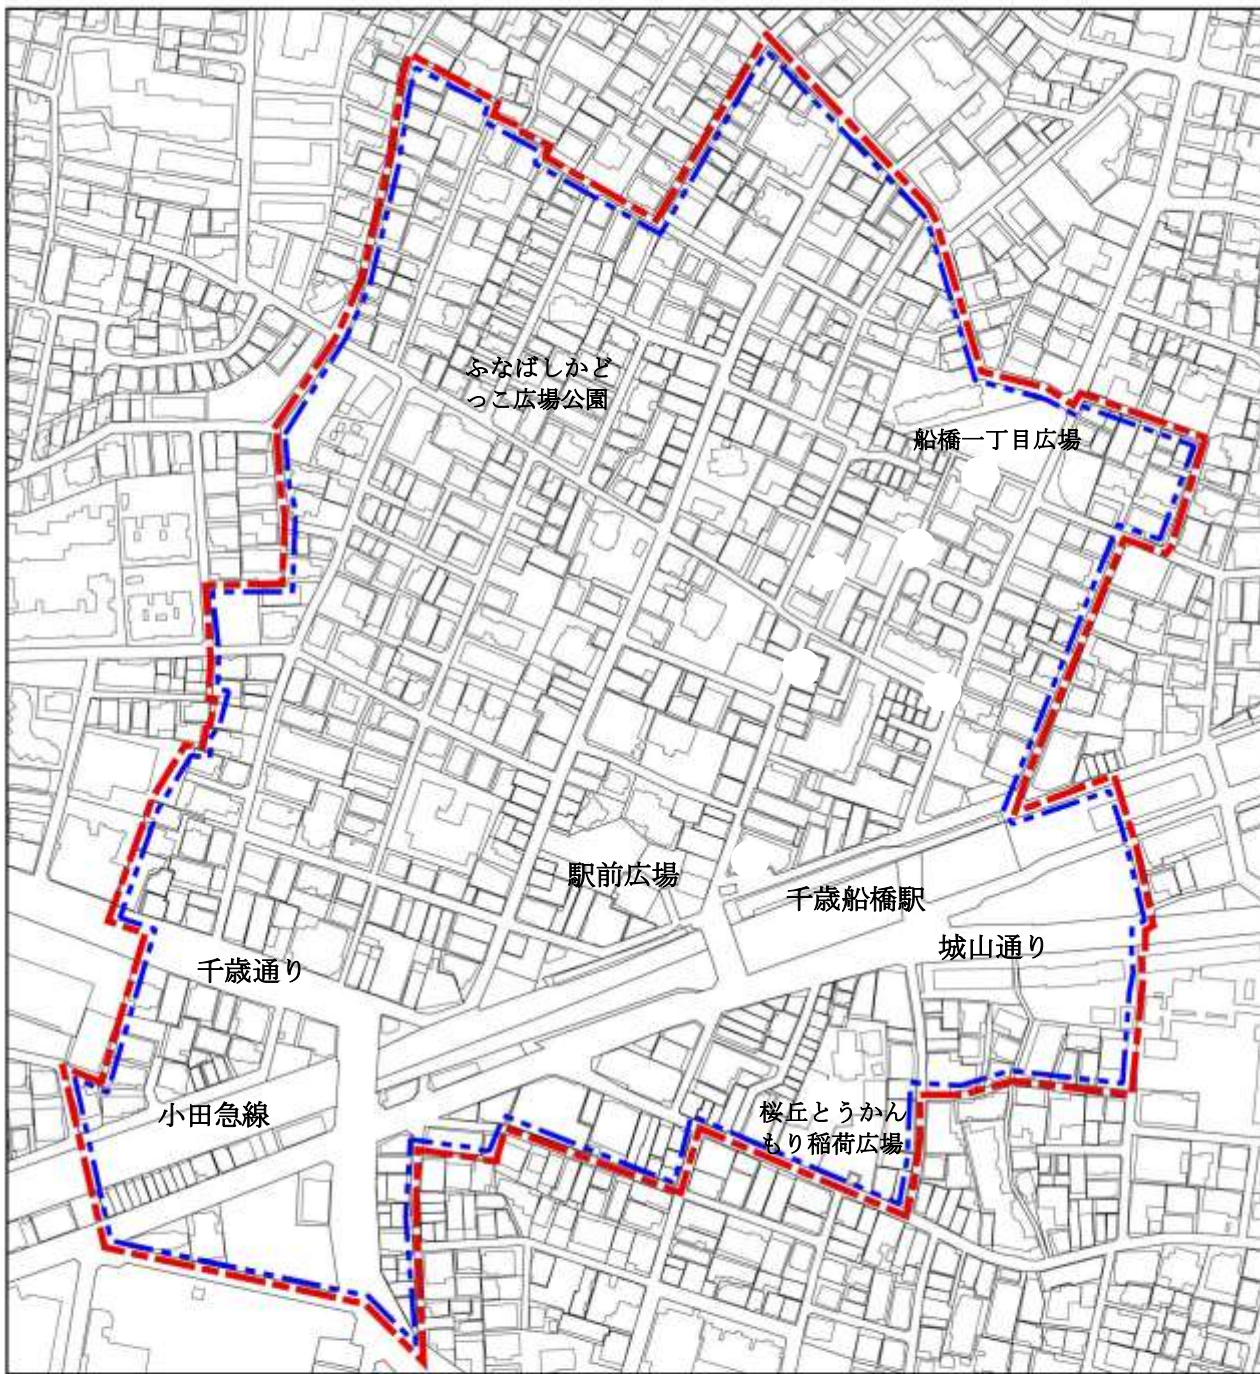 ふなばしかど
っこ広場公園
船橋一丁目広場
駅前広場
千歳船橋駅
城山通り
千歳通り
小田急線
桜丘とうかん
もり稲荷広場